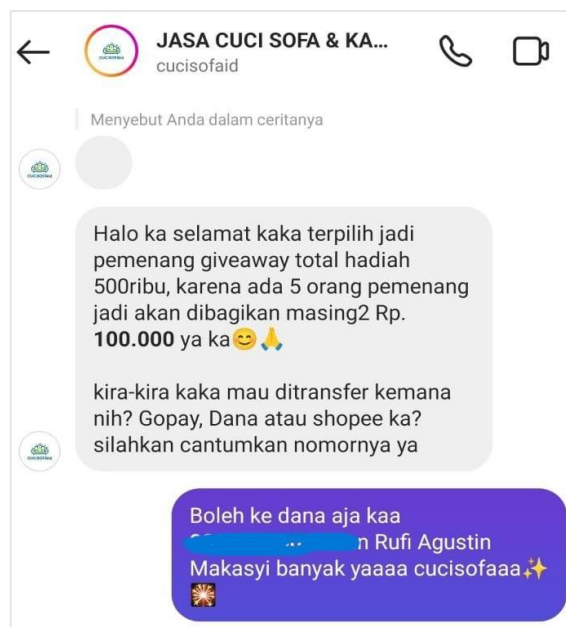 JASA CUCI SOFA & KA...
cucisofaid
Menyebut Anda dalam ceritanya
Halo ka selamat kaka terpilih jadi
pemenang giveaway total hadiah
500ribu, karena ada 5 orang pemenang
jadi akan dibagikan masing2 Rp.
100.000 ya ka😊🙏
kira-kira kaka mau ditransfer kemana
nih? Gopay, Dana atau shopee ka?
silahkan cantumkan nomornya ya
Boleh ke dana aja kaa
n Rufi Agustin
Makasyi banyak yaaaa cucisofaaa✨
🎇